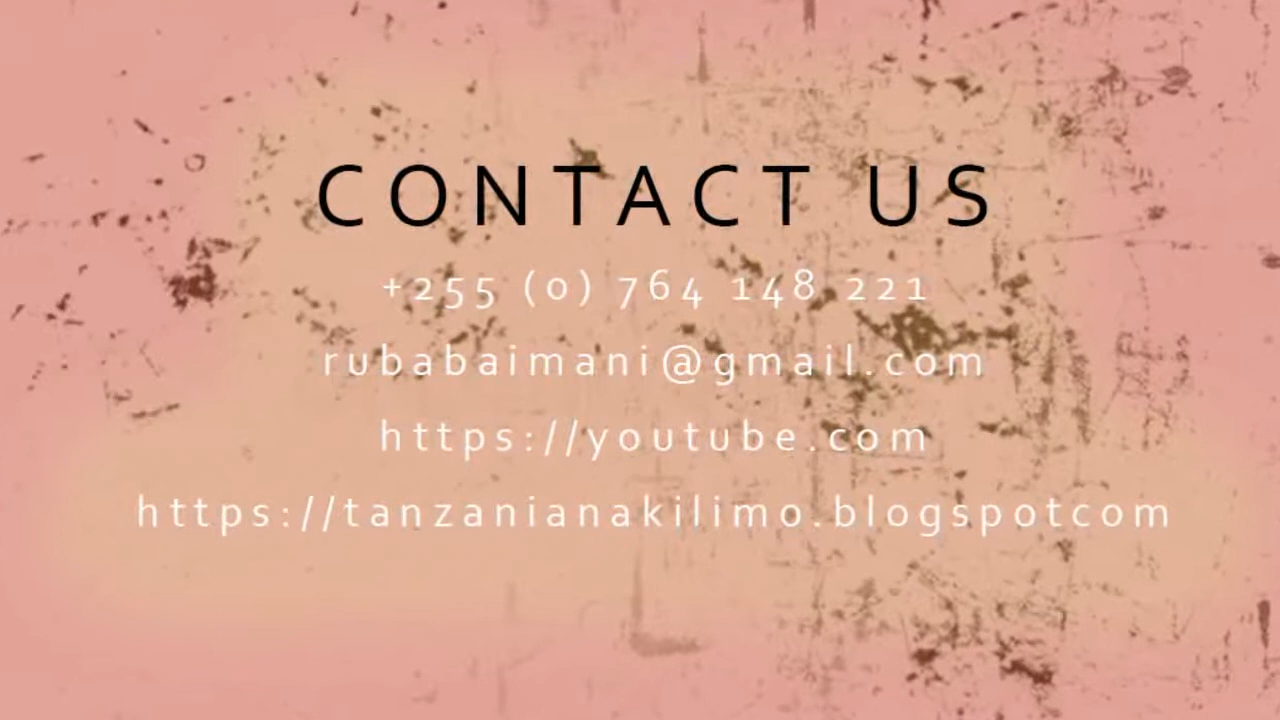 CONTACT US
+255 (0) 764 148 221
rubabaimani@gmail.com
https://youtube.com
https://tanzanianakilimo.blogspotcom